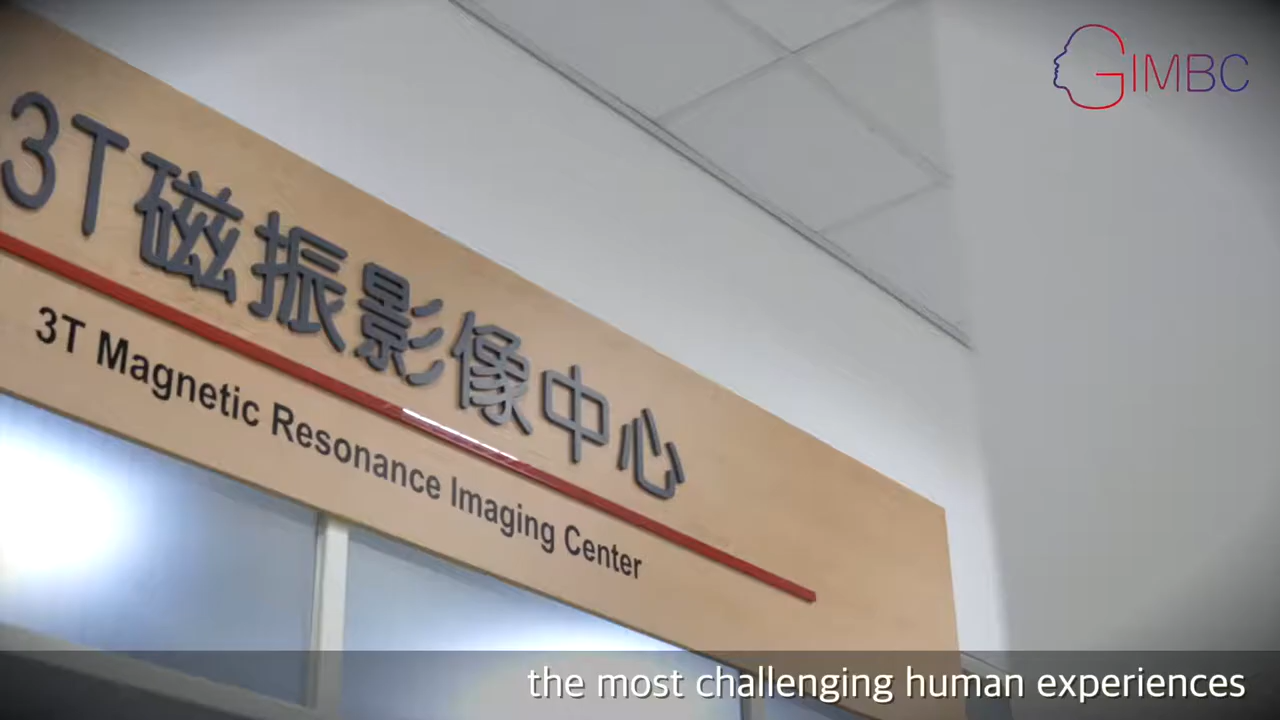 GIMBC
3T磁振影像中心
3T Magnetic Resonance Imaging Center
the most challenging human experiences